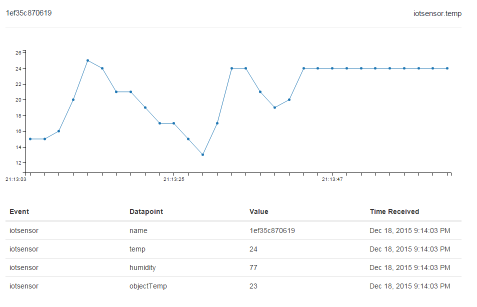 1ef35c870619 iotsensor.temp
26
24
22
20
18
16
14
12
21:13:03 21:13:25 21:13:47
Event Datapoint Value Time Received
iotsensor name 1ef35c870619 Dec 18, 2015 9:14:03 PM
iotsensor temp 24 Dec 18, 2015 9:14:03 PM
iotsensor humidity 77 Dec 18, 2015 9:14:03 PM
iotsensor objectTemp 23 Dec 18, 2015 9:14:03 PM